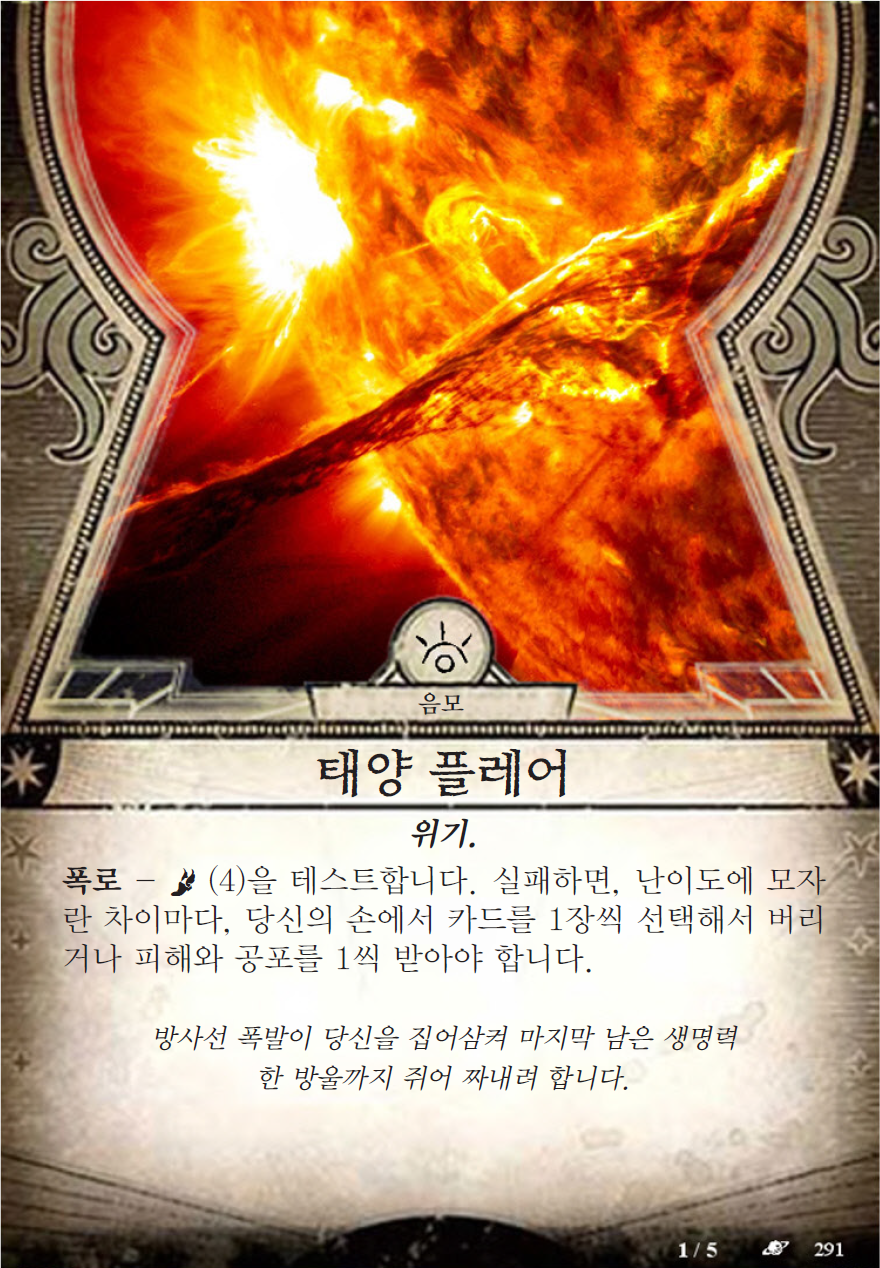 음모
태양 플레어
위기.
폭로 – (4)을 테스트합니다. 실패하면, 난이도에 모자
란 차이마다, 당신의 손에서 카드를 1장씩 선택해서 버리
거나 피해와 공포를 1씩 받아야 합니다.
방사선 폭발이 당신을 집어삼켜 마지막 남은 생명력
한 방울까지 쥐어 짜내려 합니다.
1 / 5 291